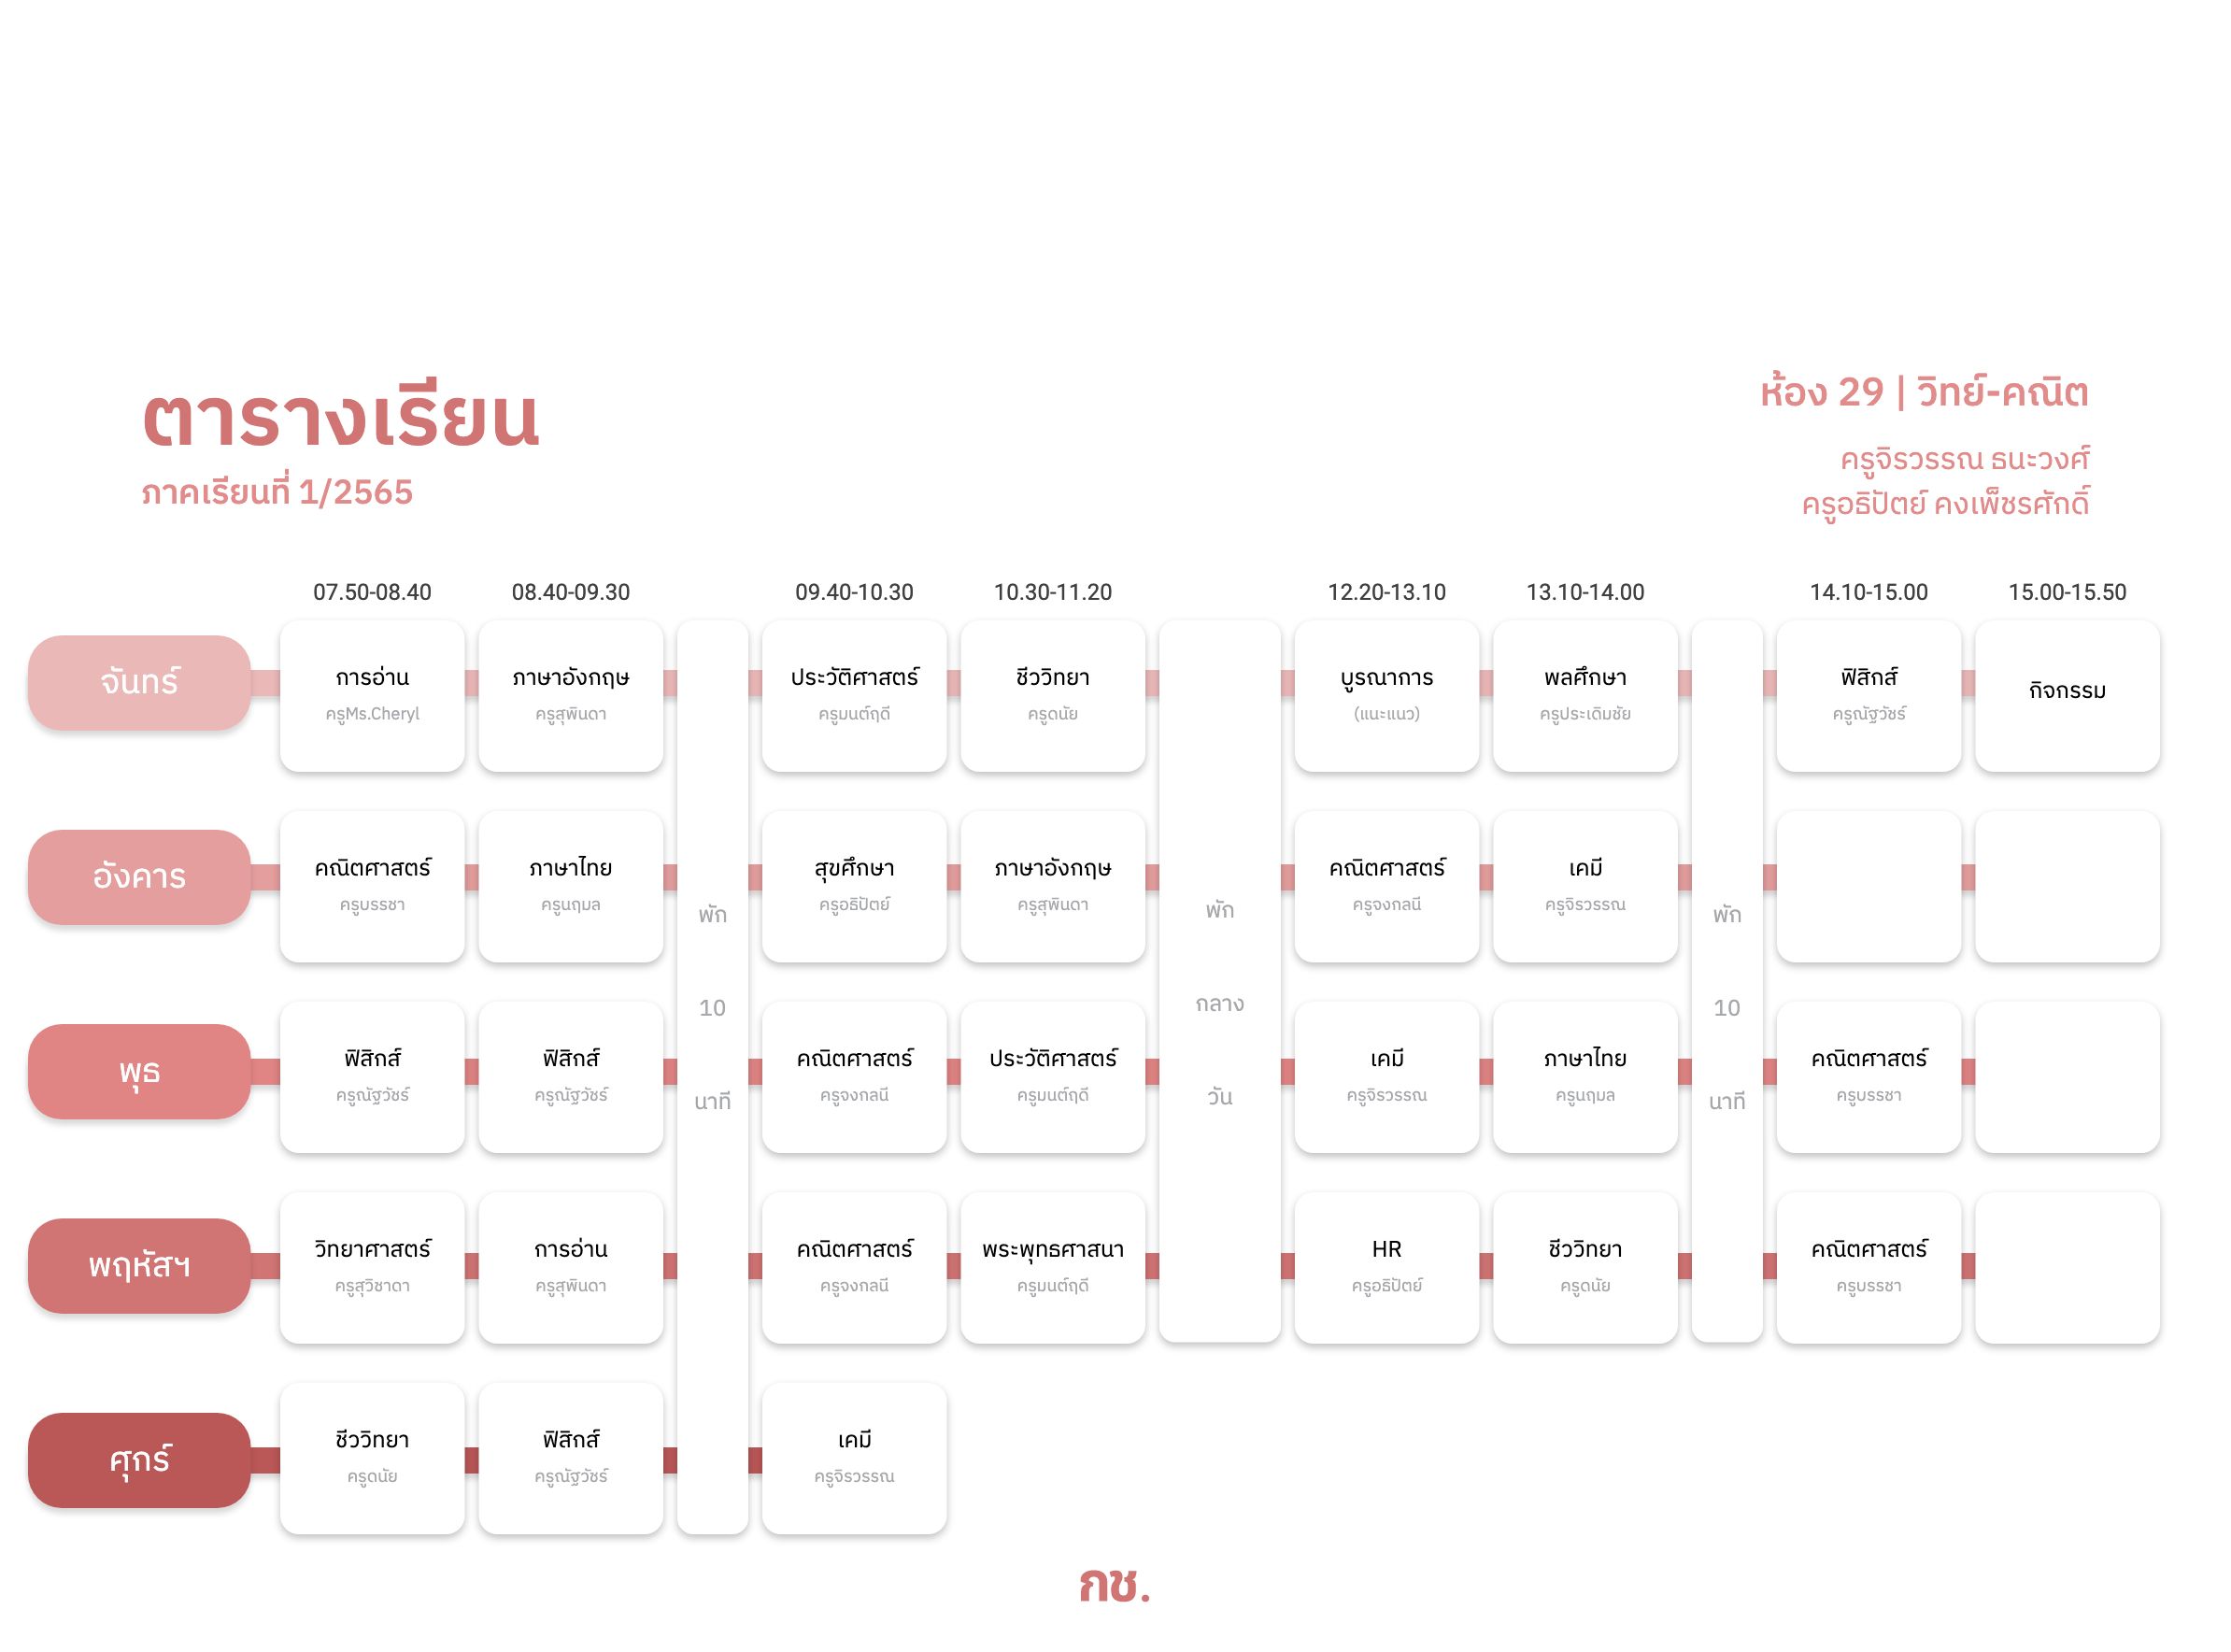 ตารางเรียน
ภาคเรียนที่ 1/2565
ห้อง 29 | วิทย์-คณิต
ครูจิรวรรณ ธนะวงศ์
ครูอธิปัตย์ คงเพ็ชรศักดิ์
07.50-08.40 08.40-09.30 09.40-10.30 10.30-11.20 12.20-13.10 13.10-14.00 14.10-15.00 15.00-15.50
จันทร์
การอ่าน ภาษาอังกฤษ ประวัติศาสตร์ ชีววิทยา บูรณาการ พลศึกษา ฟิสิกส์ กิจกรรม
ครูMs.Cheryl ครูสุพินดา ครูมนต์ฤดี ครูดนัย (แนะแนว) ครูประเดิมชัย ครูณัฐวัชร์
อังคาร
คณิตศาสตร์ ภาษาไทย สุขศึกษา ภาษาอังกฤษ คณิตศาสตร์ เคมี
ครูบรรชา ครูนฤมล ครูอธิปัตย์ ครูสุพินดา ครูจงกลนี ครูจิรวรรณ
พัก พัก พัก
10 กลาง 10
นาที วัน นาที
พุธ
ฟิสิกส์ ฟิสิกส์ คณิตศาสตร์ ประวัติศาสตร์ เคมี ภาษาไทย คณิตศาสตร์
ครูณัฐวัชร์ ครูณัฐวัชร์ ครูจงกลนี ครูมนต์ฤดี ครูจิรวรรณ ครูนฤมล ครูบรรชา
พฤหัสฯ
วิทยาศาสตร์ การอ่าน คณิตศาสตร์ พระพุทธศาสนา HR ชีววิทยา คณิตศาสตร์
ครูสุวิชาดา ครูสุพินดา ครูจงกลนี ครูมนต์ฤดี ครูอธิปัตย์ ครูดนัย ครูบรรชา
ศุกร์
ชีววิทยา ฟิสิกส์ เคมี
ครูดนัย ครูณัฐวัชร์ ครูจิรวรรณ
กช.